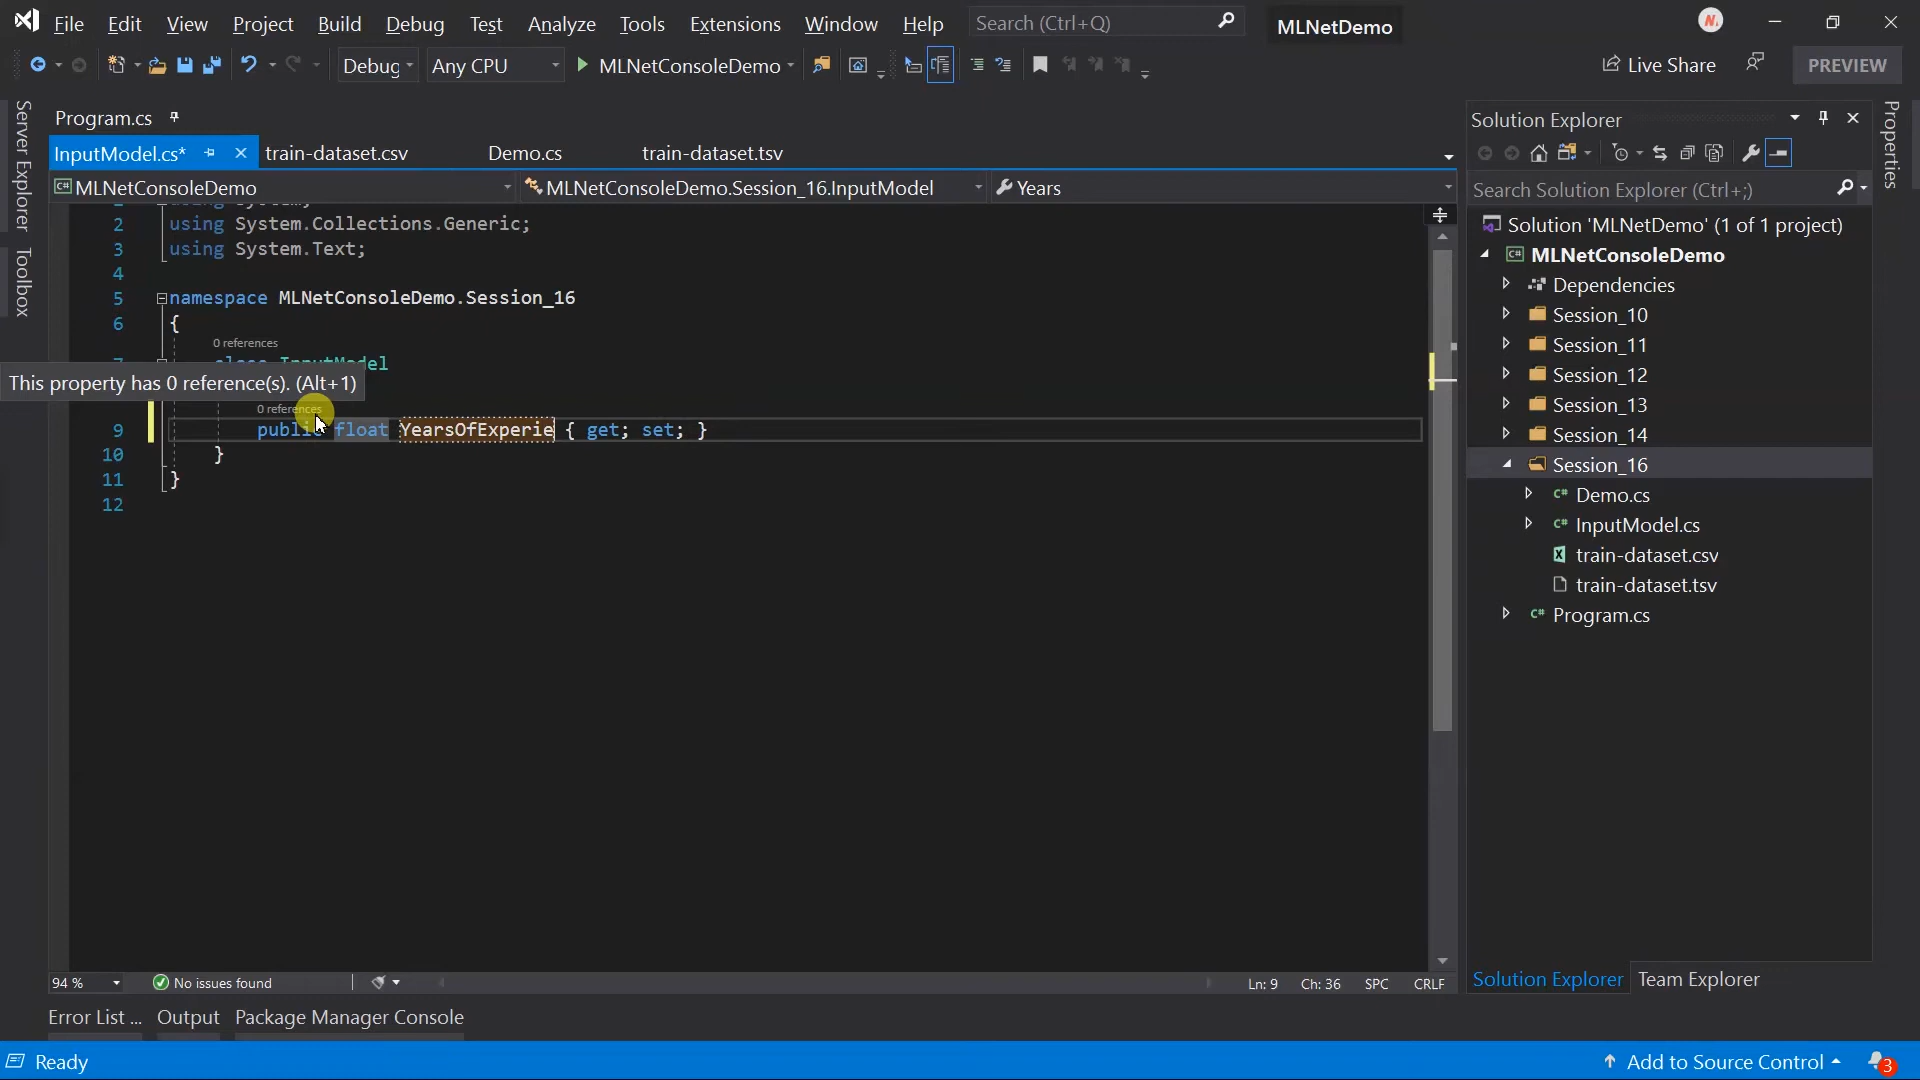 File Edit View Project Build Debug Test Analyze Tools Extensions Window Help Search (Ctrl+Q) MLNetDemo
Debug Any CPU MLNetConsoleDemo Live Share PREVIEW
Server Explorer
Toolbox
Program.cs
InputModel.cs* train-dataset.csv Demo.cs train-dataset.tsv
MLNetConsoleDemo MLNetConsoleDemo.Session_16.InputModel Years
2 using System.Collections.Generic;
3 using System.Text;
4
5 namespace MLNetConsoleDemo.Session_16
6 {
0 references
This property has 0 reference(s). (Alt+1)
0 references
9 public float YearsOfExperie { get; set; }
10 }
11 }
12
94 % No issues found Ln: 9 Ch: 36 SPC CRLF
Error List ... Output Package Manager Console
Solution Explorer
Search Solution Explorer (Ctrl+;)
Solution 'MLNetDemo' (1 of 1 project)
MLNetConsoleDemo
Dependencies
Session_10
Session_11
Session_12
Session_13
Session_14
Session_16
Demo.cs
InputModel.cs
train-dataset.csv
train-dataset.tsv
Program.cs
Solution Explorer Team Explorer
Properties
Ready Add to Source Control 3